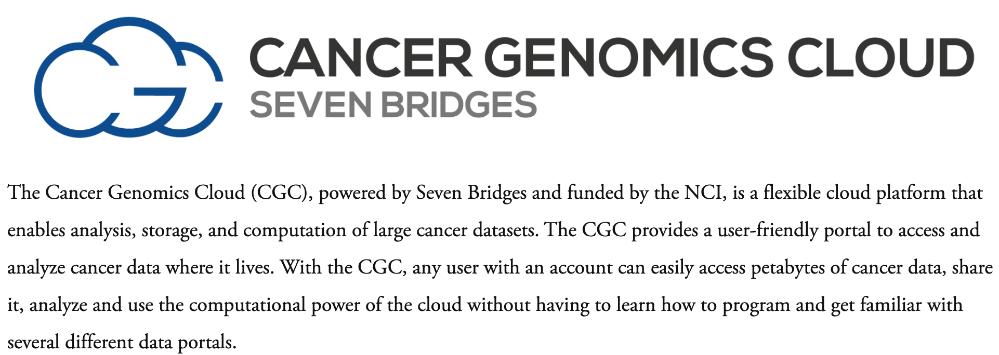 CGC
CANCER GENOMICS CLOUD
SEVEN BRIDGES
The Cancer Genomics Cloud (CGC), powered by Seven Bridges and funded by the NCI, is a flexible cloud platform that
enables analysis, storage, and computation of large cancer datasets. The CGC provides a user-friendly portal to access and
analyze cancer data where it lives. With the CGC, any user with an account can easily access petabytes of cancer data, share
it, analyze and use the computational power of the cloud without having to learn how to program and get familiar with
several different data portals.